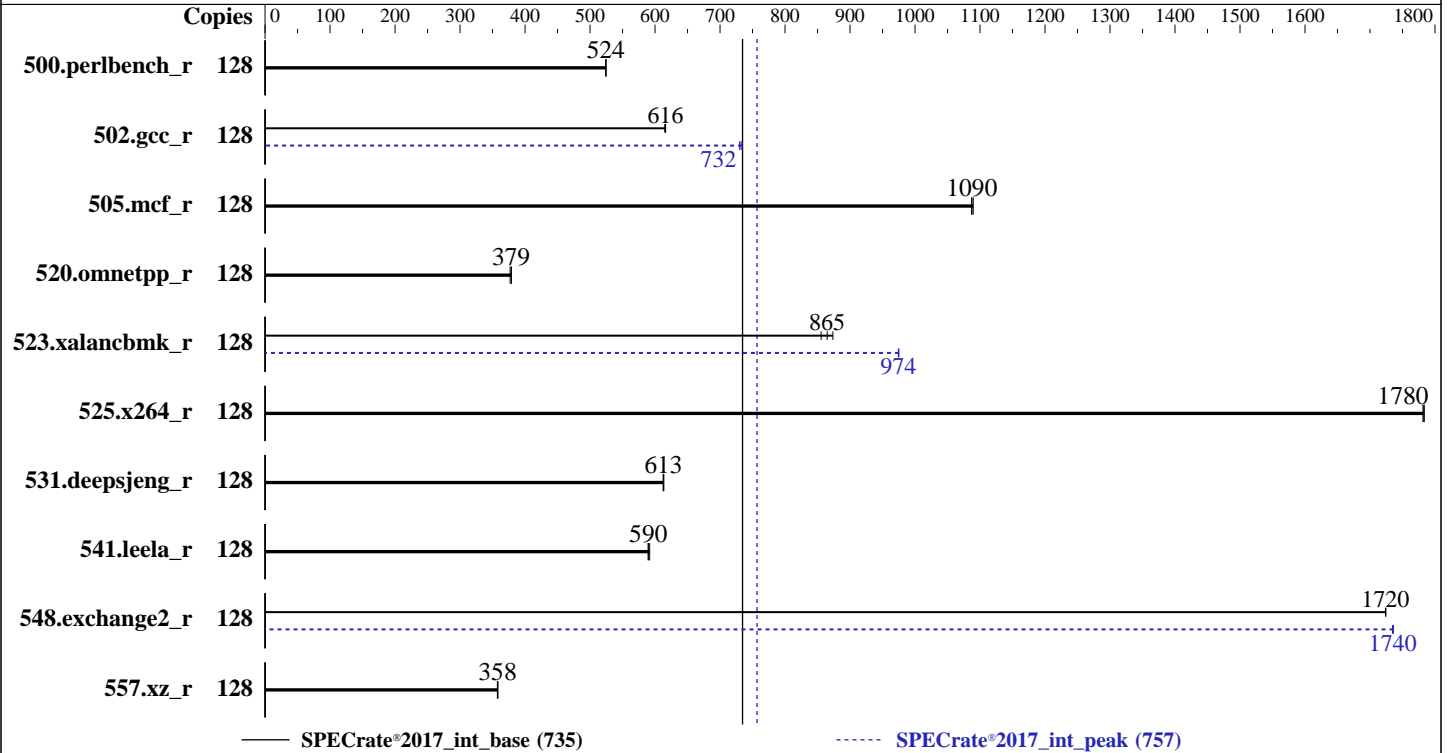 Copies 0 100 200 300 400 500 600 700 800 900 1000 1100 1200 1300 1400 1500 1600 1800
500.perlbench_r 128 524
502.gcc_r 128 616
732
505.mcf_r 128 1090
520.omnetpp_r 128 379
523.xalancbmk_r 128 865
974
525.x264_r 128 1780
531.deepsjeng_r 128 613
541.leela_r 128 590
548.exchange2_r 128 1720
1740
557.xz_r 128 358
SPECrate®2017_int_base (735) SPECrate®2017_int_peak (757)